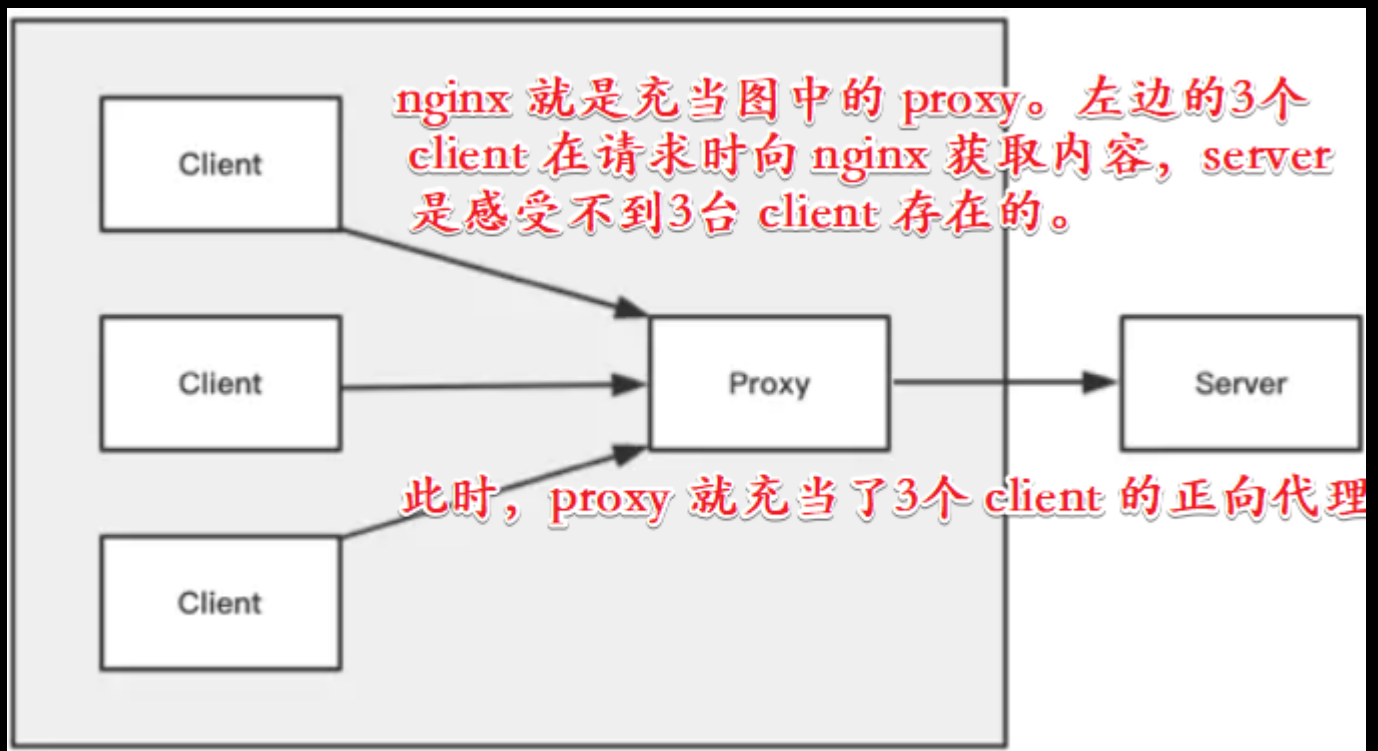 nginx 就是充当图中的 proxy。左边的3个
Client
client 在请求时向 nginx 获取内容，server
是感受不到3台 client 存在的。
Client
Proxy
Server
此时，proxy 就充当了3个 client 的正向代理
Client